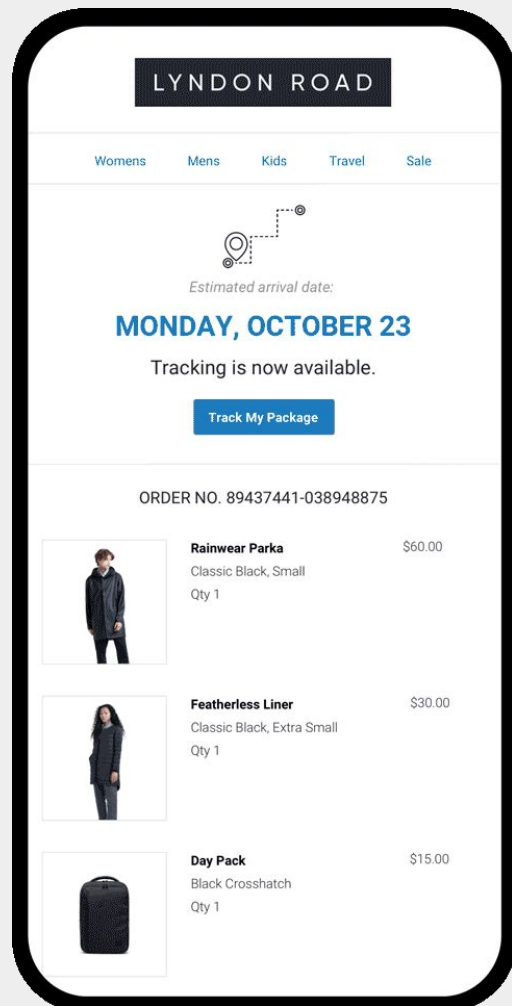 LYNDON ROAD
Womens Mens Kids Travel Sale
Estimated arrival date:
MONDAY, OCTOBER 23
Tracking is now available.
Track My Package
ORDER NO. 89437441-038948875
Rainwear Parka $60.00
Classic Black, Small
Qty 1
Featherless Liner $30.00
Classic Black, Extra Small
Qty 1
Day Pack $15.00
Black Crosshatch
Qty 1